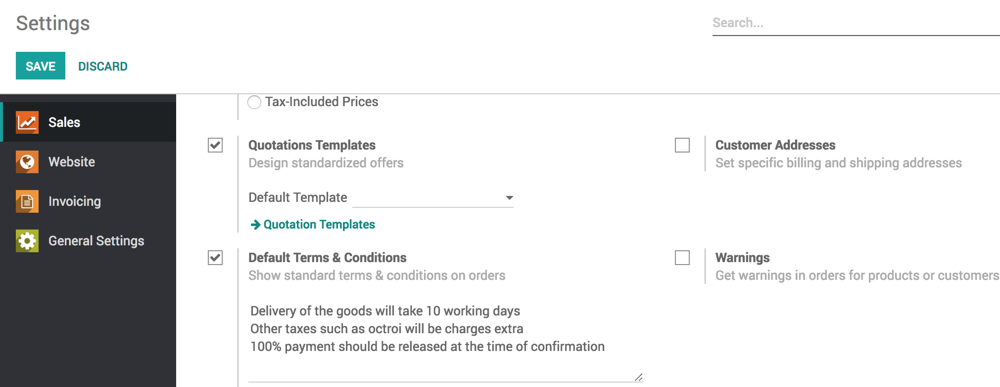 Settings
Search...
SAVE DISCARD
Sales
Website
Invoicing
General Settings
Tax-Included Prices
Quotations Templates
Design standardized offers
Default Template
Quotation Templates
Customer Addresses
Set specific billing and shipping addresses
Default Terms & Conditions
Show standard terms & conditions on orders
Delivery of the goods will take 10 working days
Other taxes such as octroi will be charges extra
100% payment should be released at the time of confirmation
Warnings
Get warnings in orders for products or customers